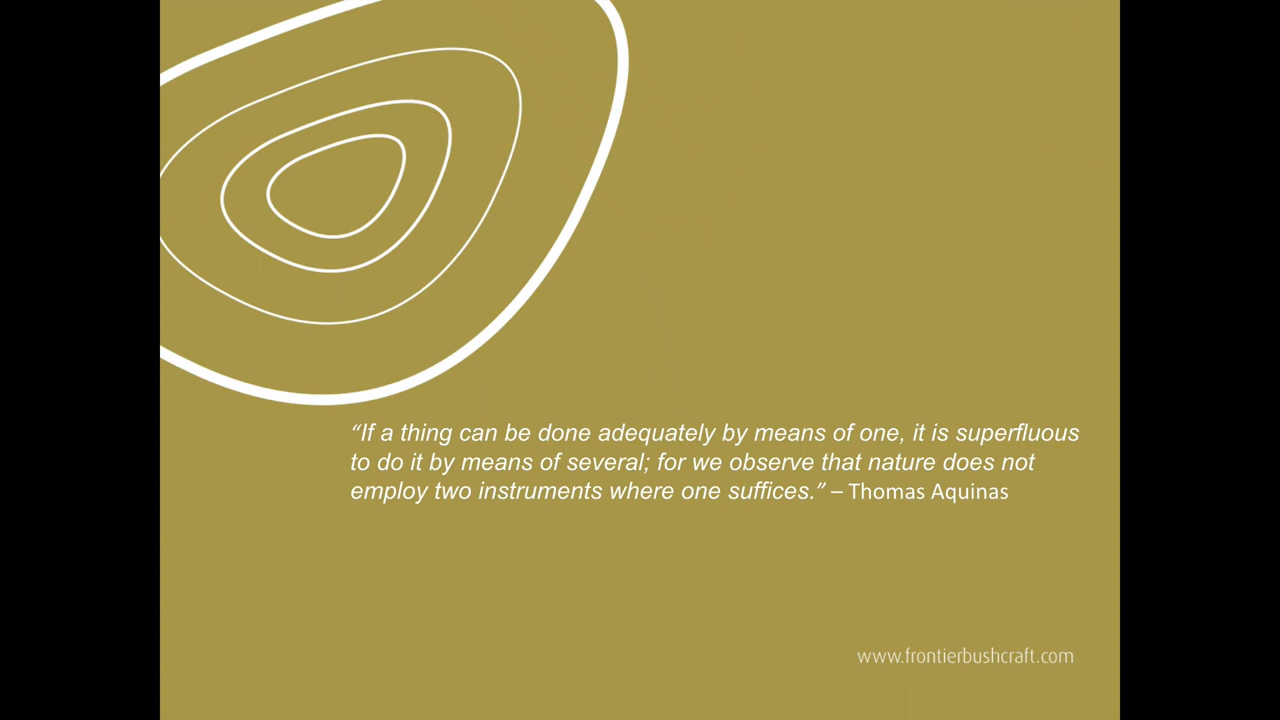 “If a thing can be done adequately by means of one, it is superfluous
to do it by means of several; for we observe that nature does not
employ two instruments where one suffices.” – Thomas Aquinas
www.frontierbushcraft.com